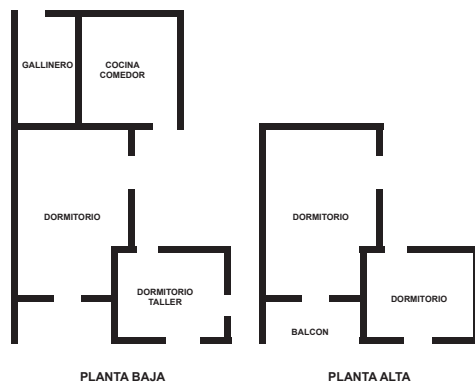 GALLINERO
COCINA
COMEDOR
DORMITORIO
DORMITORIO
DORMITORIO
TALLER
DORMITORIO
BALCON
PLANTA BAJA
PLANTA ALTA